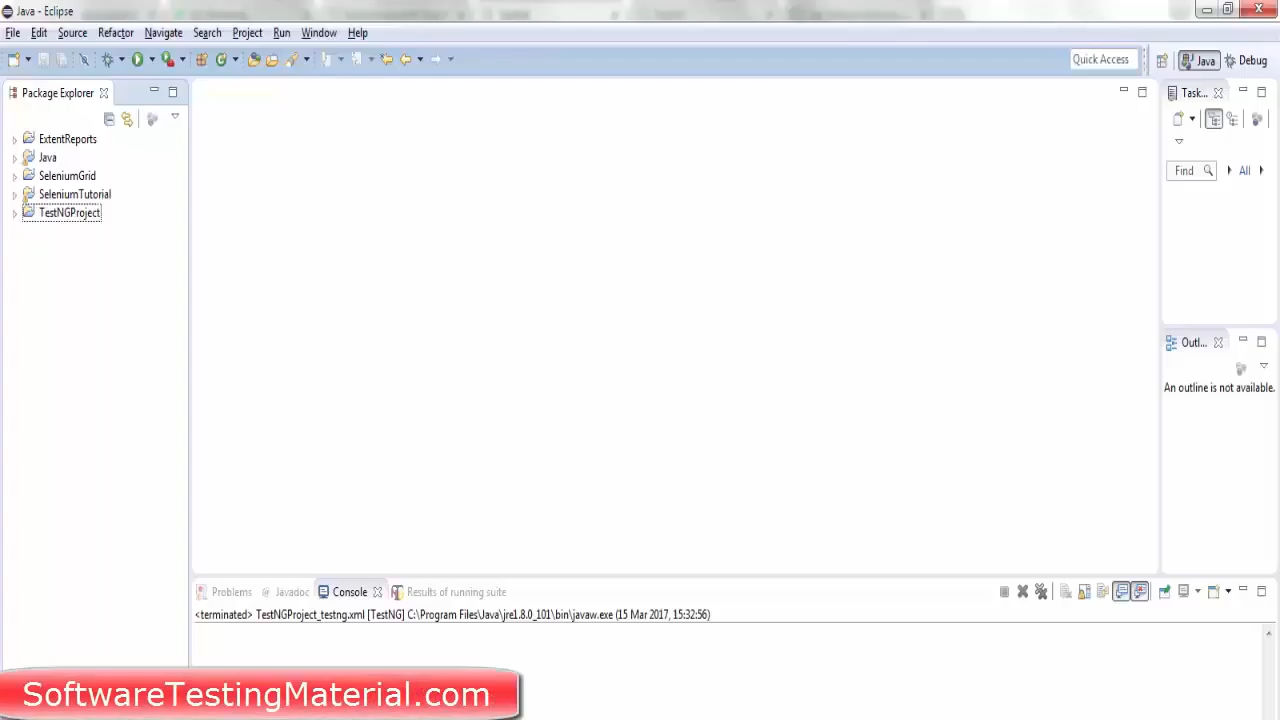 Java - Eclipse
File Edit Source Refactor Navigate Search Project Run Window Help
Quick Access Java Debug
Package Explorer
Task...
ExtentReports
Java
SeleniumGrid
SeleniumTutorial
TestNGProject
Find All
Outl...
An outline is not available.
Problems @ Javadoc Console Results of running suite
<terminated> TestNGProject_testng.xml [TestNG] C:\Program Files\Java\jre1.8.0_101\bin\javaw.exe (15 Mar 2017, 15:32:56)
SoftwareTestingMaterial.com